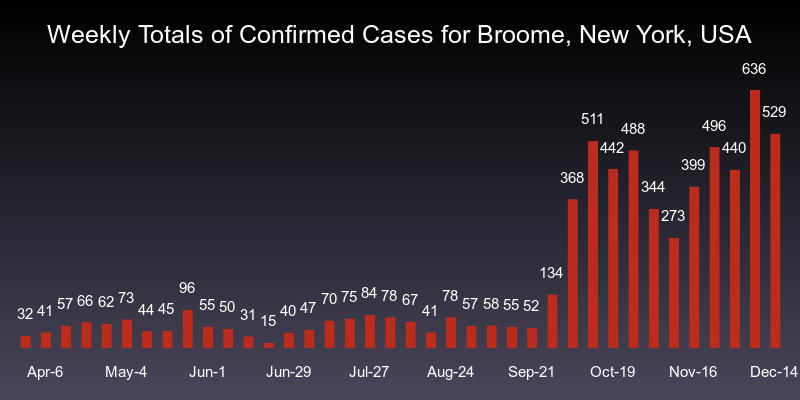 Weekly Totals of Confirmed Cases for Broome, New York, USA
32 41 57 66 62 73 44 45 96 55 50 31 15 40 47 70 75 84 78 67 41 78 57 58 55 52 134 368 511 442 488 344 273 399 496 440 636 529
Apr-6 May-4 Jun-1 Jun-29 Jul-27 Aug-24 Sep-21 Oct-19 Nov-16 Dec-14